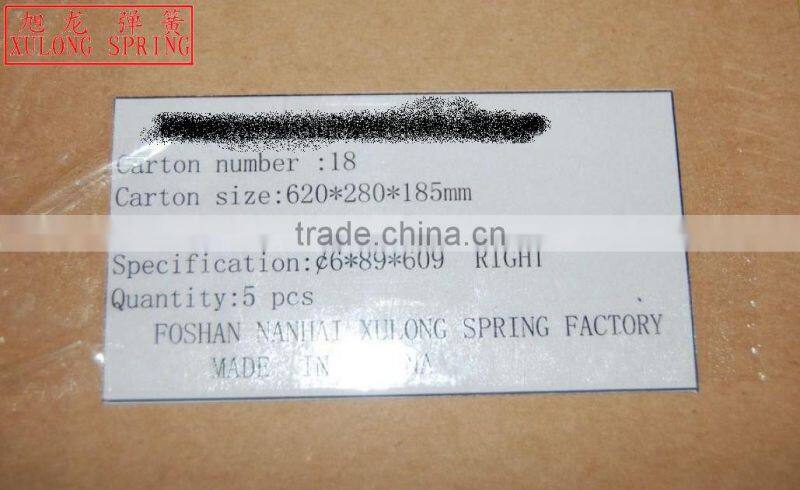 旭龙弹簧
XULONG SPRING
Carton number :18
Carton size:620*280*185mm
trade.china.cn
Specification:¢6*89*609 RIGHT
Quantity:5 pcs
FOSHAN NANHAI XULONG SPRING FACTORY
MADE IN